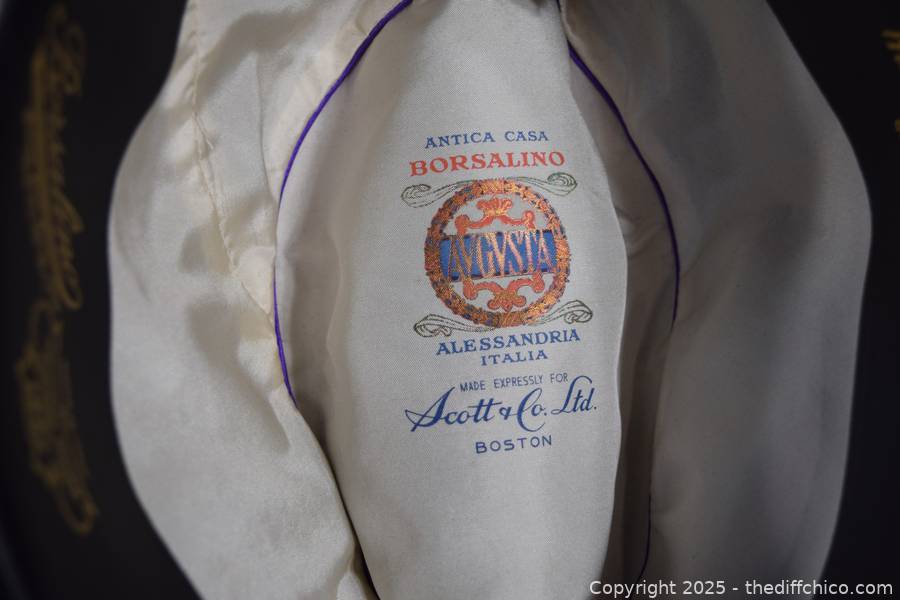 ANTICA CASA
BORSALINO
AVGVSTA
ALESSANDRIA
ITALIA
MADE EXPRESSLY FOR
Scott & Co. Ltd.
BOSTON
Copyright 2025 - thediffchico.com